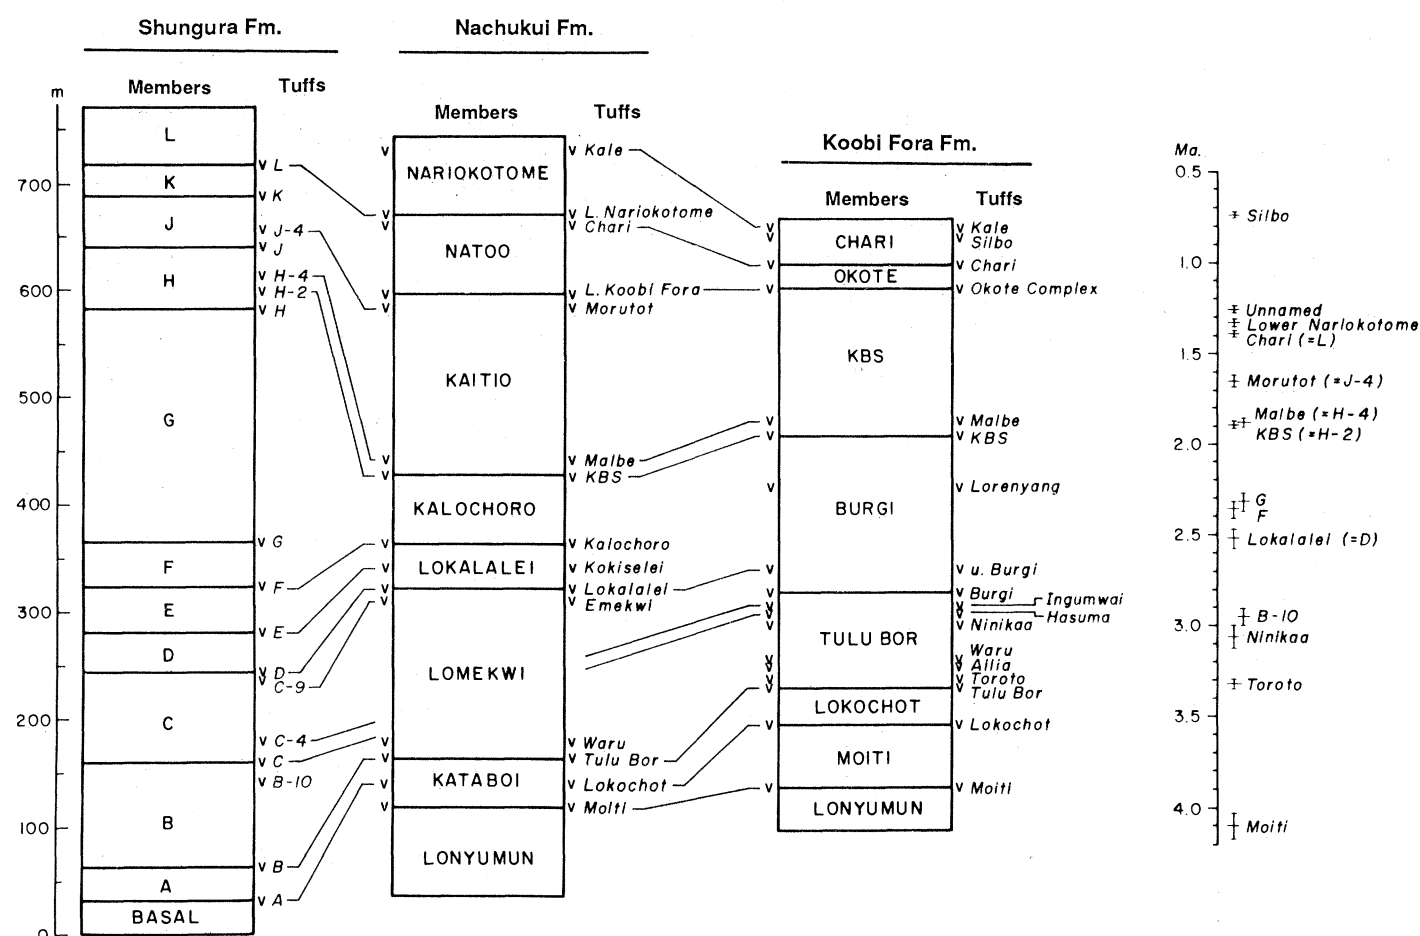 Shungura Fm.
Nachukui Fm.
Koobi Fora Fm.
Members
Tuffs
m
700
600
500
400
300
200
100
0
L
K
J
H
G
F
E
D
C
B
A
BASAL
v L
v K
v J-4
v J
v H-4
v H-2
v H
v G
v F
v E
v D
v C-9
v C-4
v C
v B-10
v B
v A
Members
Tuffs
NARIOKOTOME
NATOO
KAITIO
KALOCHORO
LOKALALEI
LOMEKWI
KATABOI
LONYUMUN
v Kale
v L. Nariokotome
v Chari
v L. Koobi Fora
v Morutot
v Malbe
v KBS
v Kalochoro
v Kokiselei
v Lokalalei
v Emekwi
v Waru
v Tulu Bor
v Lokochot
v Moiti
Members
Tuffs
CHARI
OKOTE
KBS
BURGI
TULU BOR
LOKOCHOT
MOITI
LONYUMUN
v Kale
v Silbo
v Chari
v Okote Complex
v Malbe
v KBS
v Lorenyang
v u. Burgi
v Burgi
v Ingumwai
v Hasuma
v Ninikaa
v Waru
v Allia
v Toroto
v Tulu Bor
v Lokochot
v Moiti
Ma.
0.5
1.0
1.5
2.0
2.5
3.0
3.5
4.0
Silbo
Unnamed
Lower Nariokotome
Chari (=L)
Morutot (=J-4)
Malbe (=H-4)
KBS (=H-2)
G
F
Lokalalei (=D)
B-10
Ninikaa
Toroto
Moiti